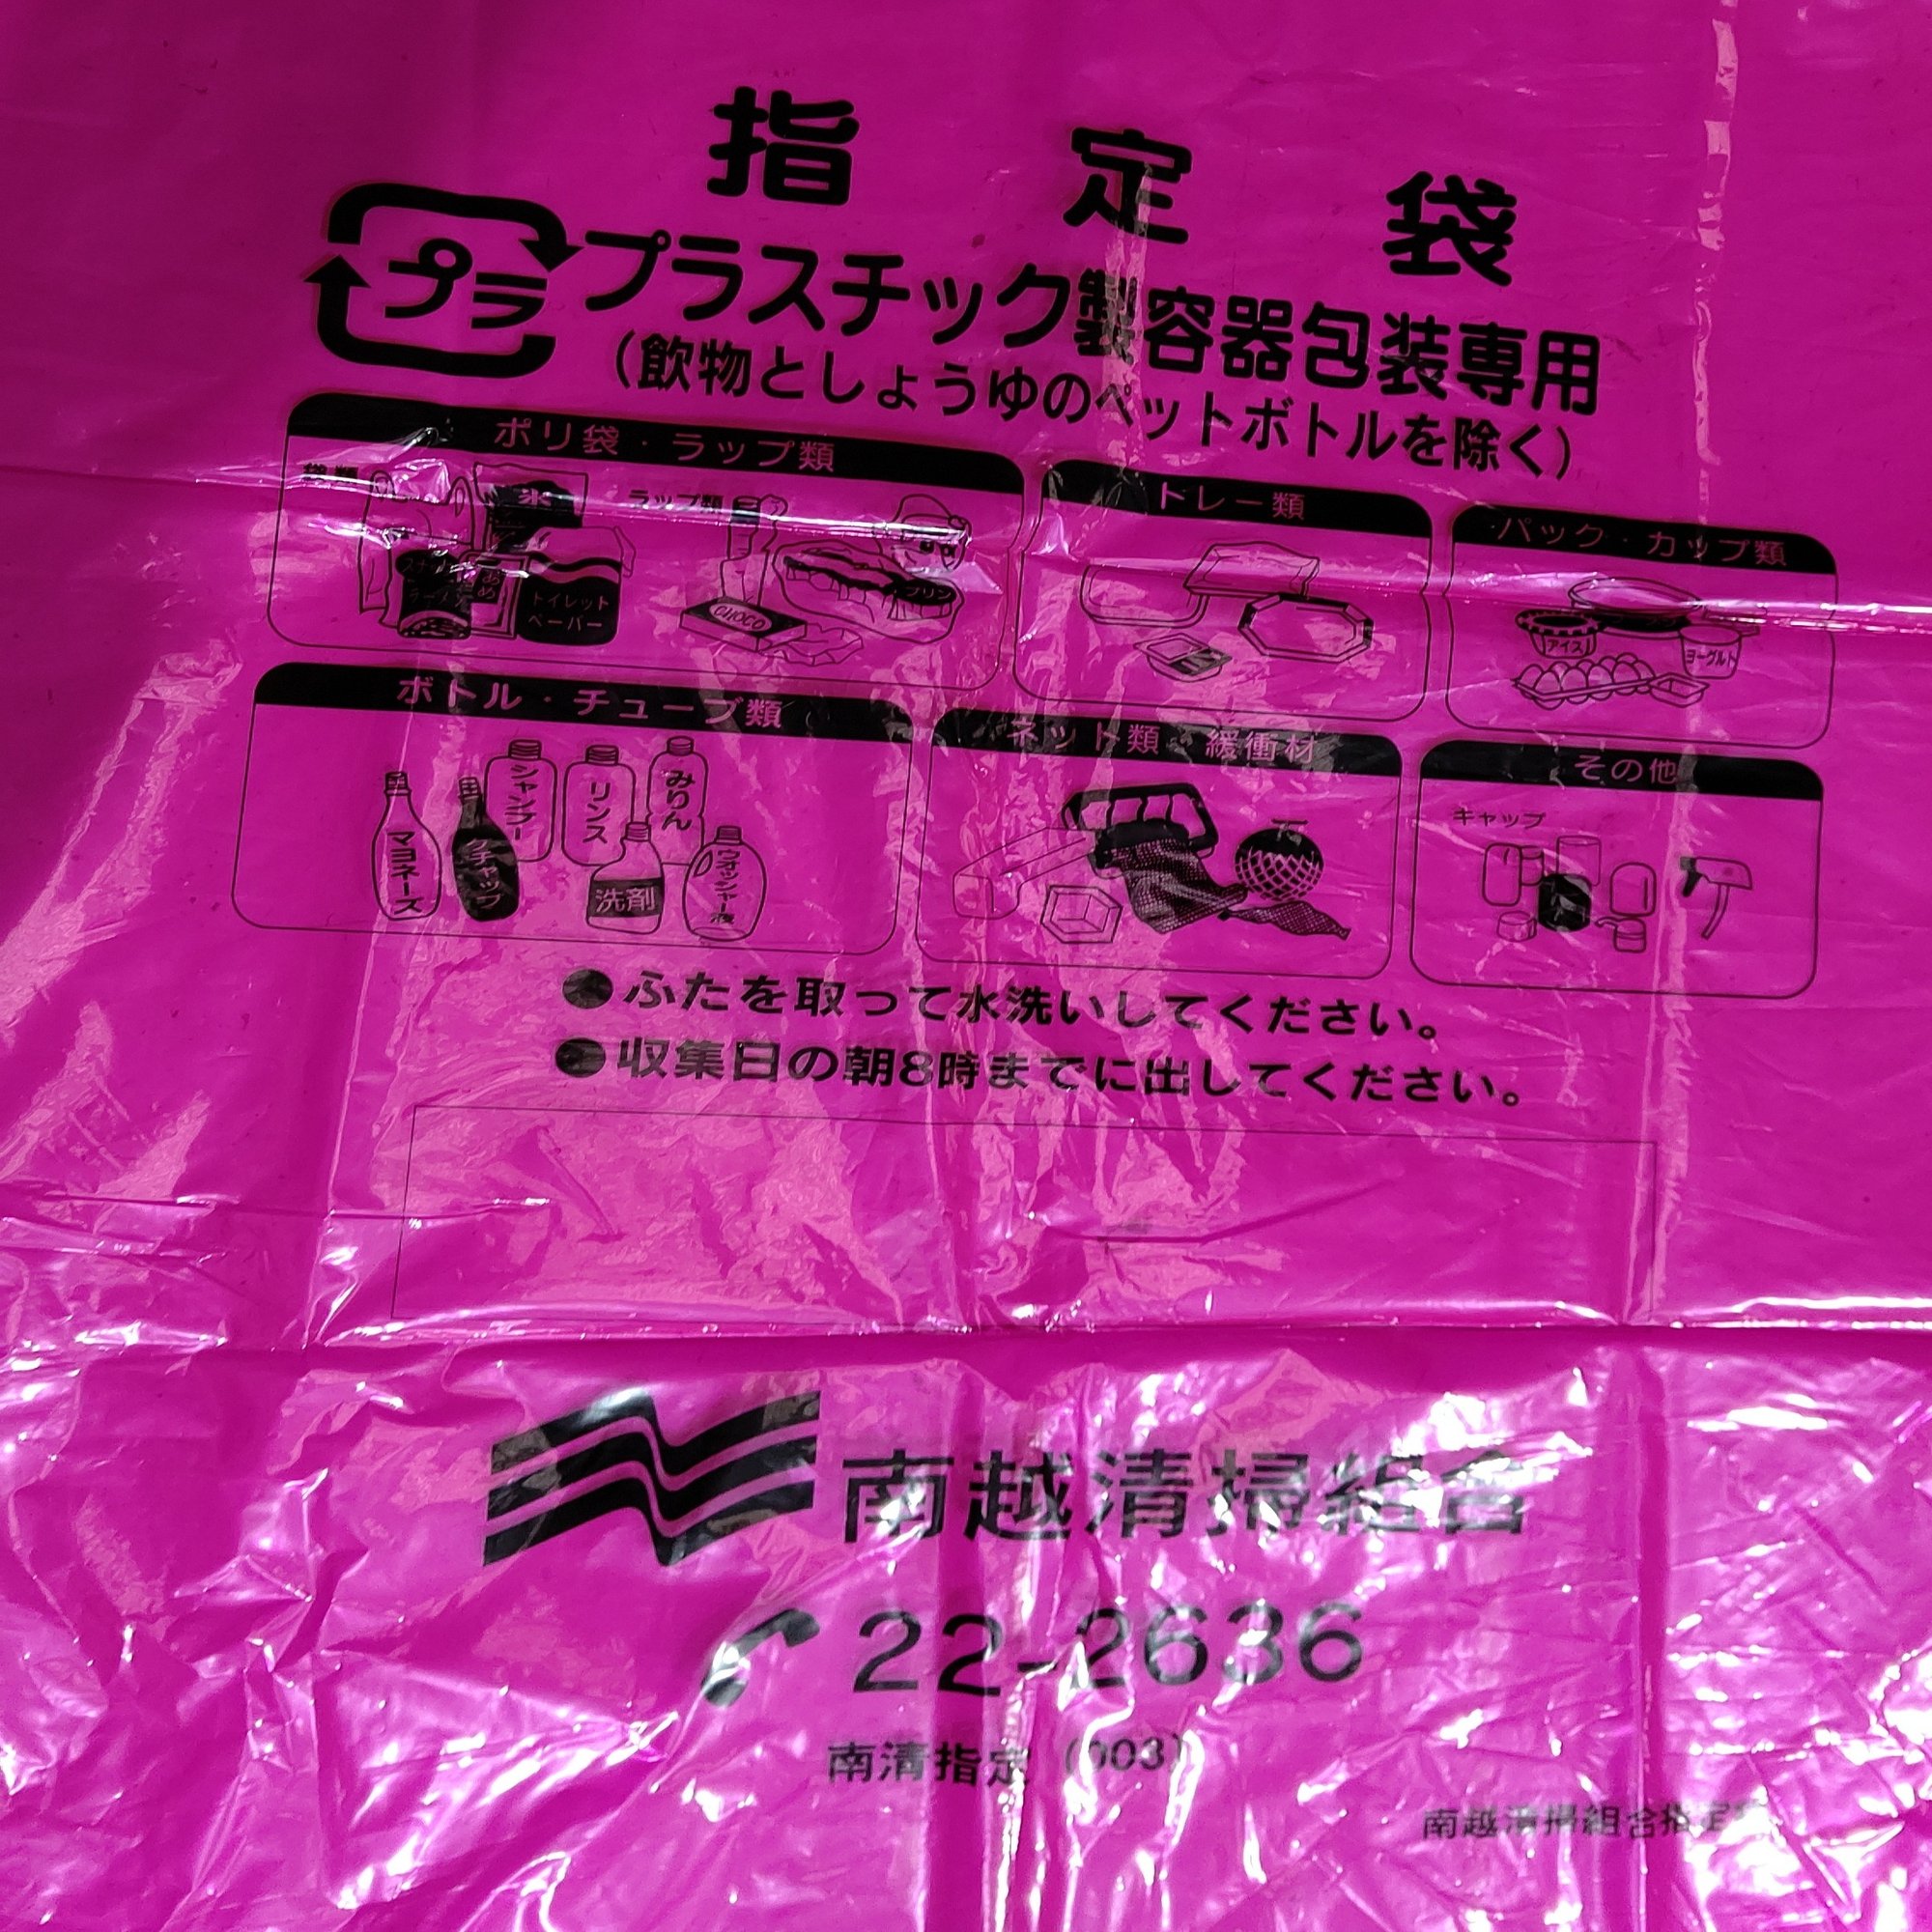 指定袋
プラ
プラスチック製容器包装専用
（飲物としょうゆのペットボトルを除く）
ポリ袋・ラップ類
袋類
米
あめ
トイレット
ペーパー
ラップ類
CHOCO
プリン
トレー類
パック・カップ類
アイス
ヨーグルト
ボトル・チューブ類
マヨネーズ
ケチャップ
シャンプー
リンス
みりん
洗剤
ウォッシャー液
ネット類・緩衝材
その他
キャップ
●ふたを取って水洗いしてください。
●収集日の朝8時までに出してください。
南越清掃組合
22-2636
南清指定（003）
南越清掃組合指定